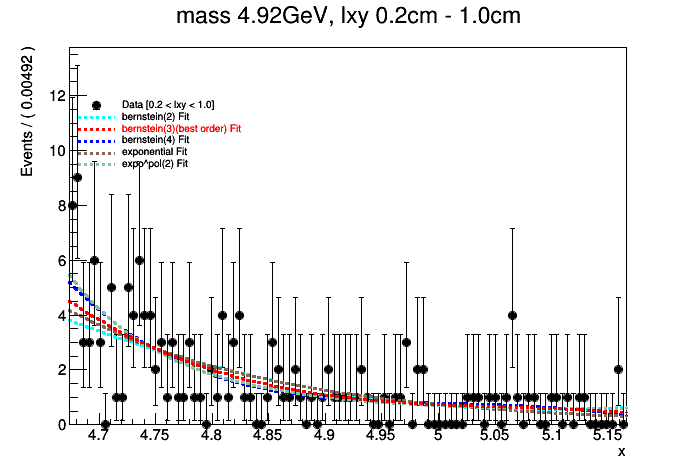 mass 4.92GeV, lxy 0.2cm - 1.0cm
Events / ( 0.00492 )
12
10
8
6
4
2
0
Data [0.2 < lxy < 1.0]
bernstein(2) Fit
bernstein(3)(best order) Fit
bernstein(4) Fit
exponential Fit
expo^pol(2) Fit
4.7 4.75 4.8 4.85 4.9 4.95 5 5.05 5.1 5.15
x